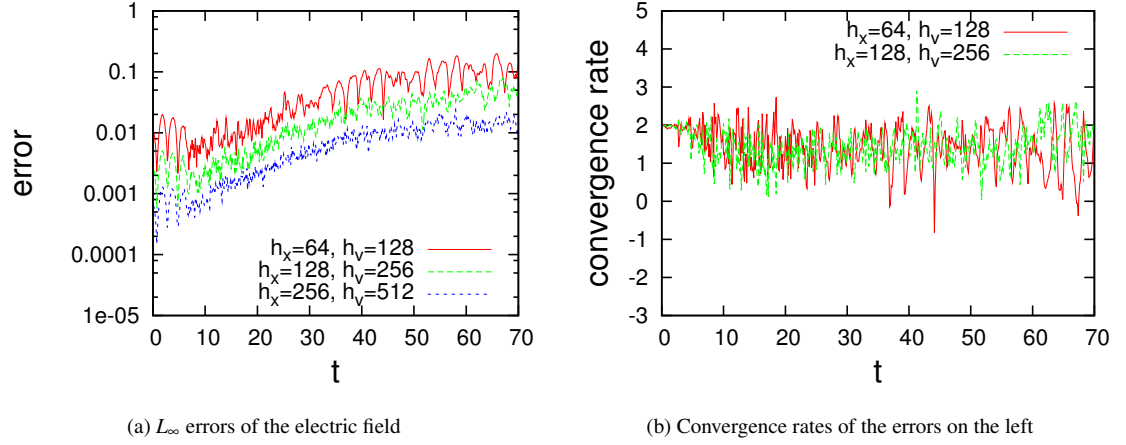 1
0.1
0.01
0.001
0.0001
1e-05
error
h_x=64, h_v=128
h_x=128, h_v=256
h_x=256, h_v=512
0 10 20 30 40 50 60 70
t
(a) L∞ errors of the electric field
5
4
3
2
1
0
-1
-2
-3
convergence rate
h_x=64, h_v=128
h_x=128, h_v=256
0 10 20 30 40 50 60 70
t
(b) Convergence rates of the errors on the left